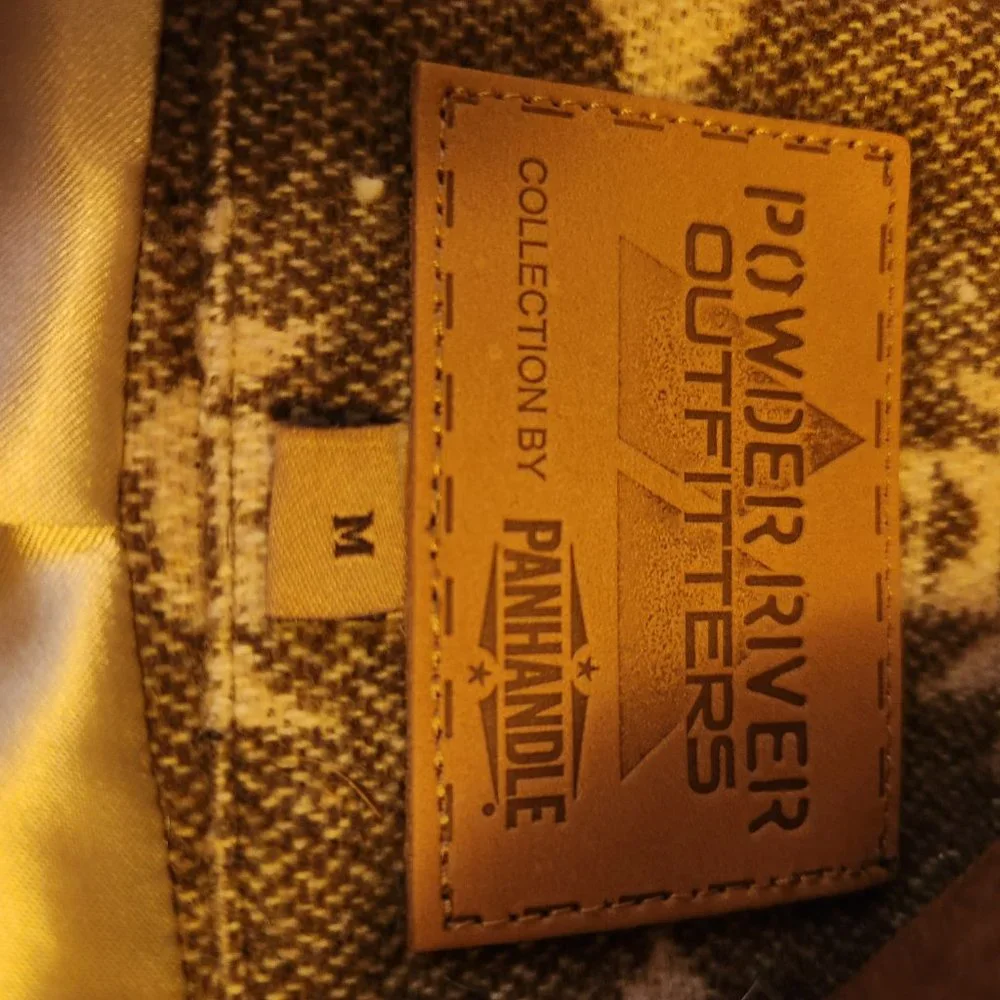 POWDER RIVER
OUTFITTERS
COLLECTION BY PANHANDLE
M